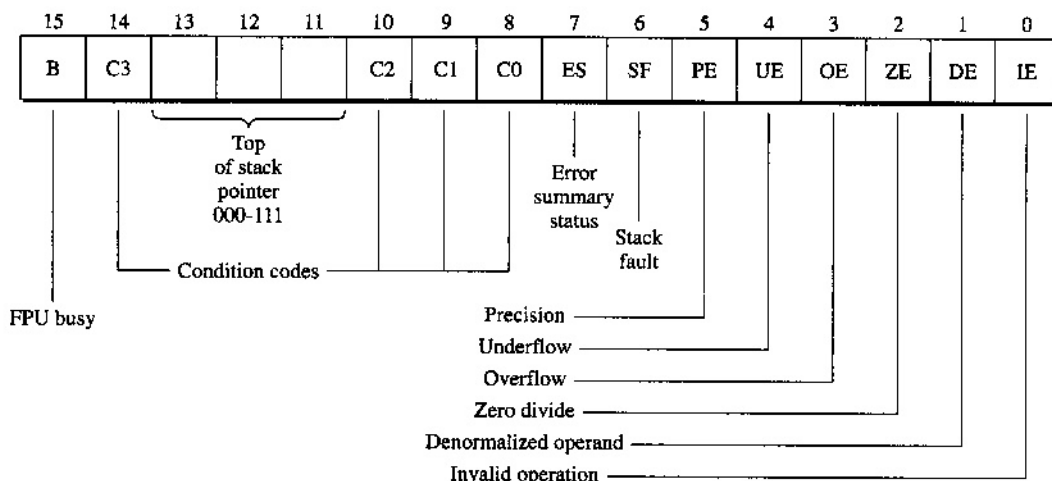 15 14 13 12 11 10 9 8 7 6 5 4 3 2 1 0
B C3 C2 C1 C0 ES SF PE UE OE ZE DE IE
Top
of stack
pointer
000-111
Error
summary
status
Stack
fault
Condition codes
FPU busy
Precision
Underflow
Overflow
Zero divide
Denormalized operand
Invalid operation